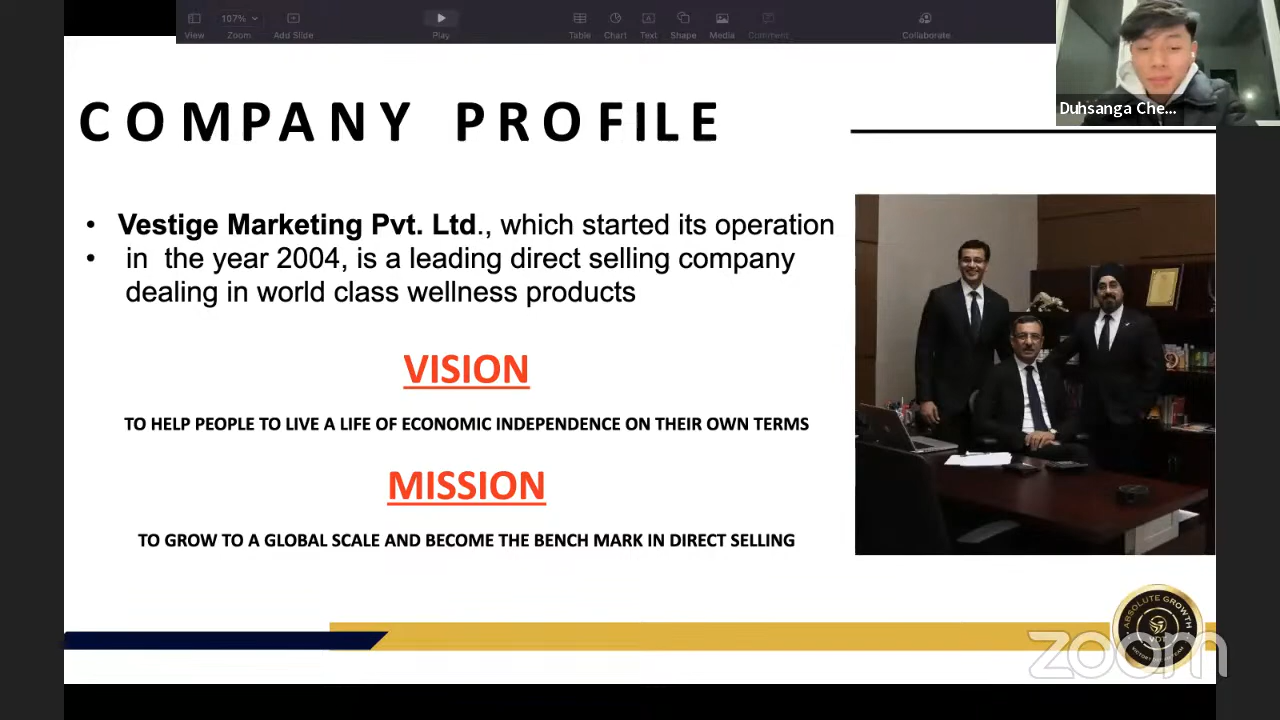 View
107%
Zoom
Add Slide
Play
Table
Chart
Text
Shape
Media
Comment
Collaborate
Duhsanga Che...
COMPANY PROFILE
• Vestige Marketing Pvt. Ltd., which started its operation
• in the year 2004, is a leading direct selling company
dealing in world class wellness products
VISION
TO HELP PEOPLE TO LIVE A LIFE OF ECONOMIC INDEPENDENCE ON THEIR OWN TERMS
MISSION
TO GROW TO A GLOBAL SCALE AND BECOME THE BENCH MARK IN DIRECT SELLING
ABSOLUTE GROWTH
zoom